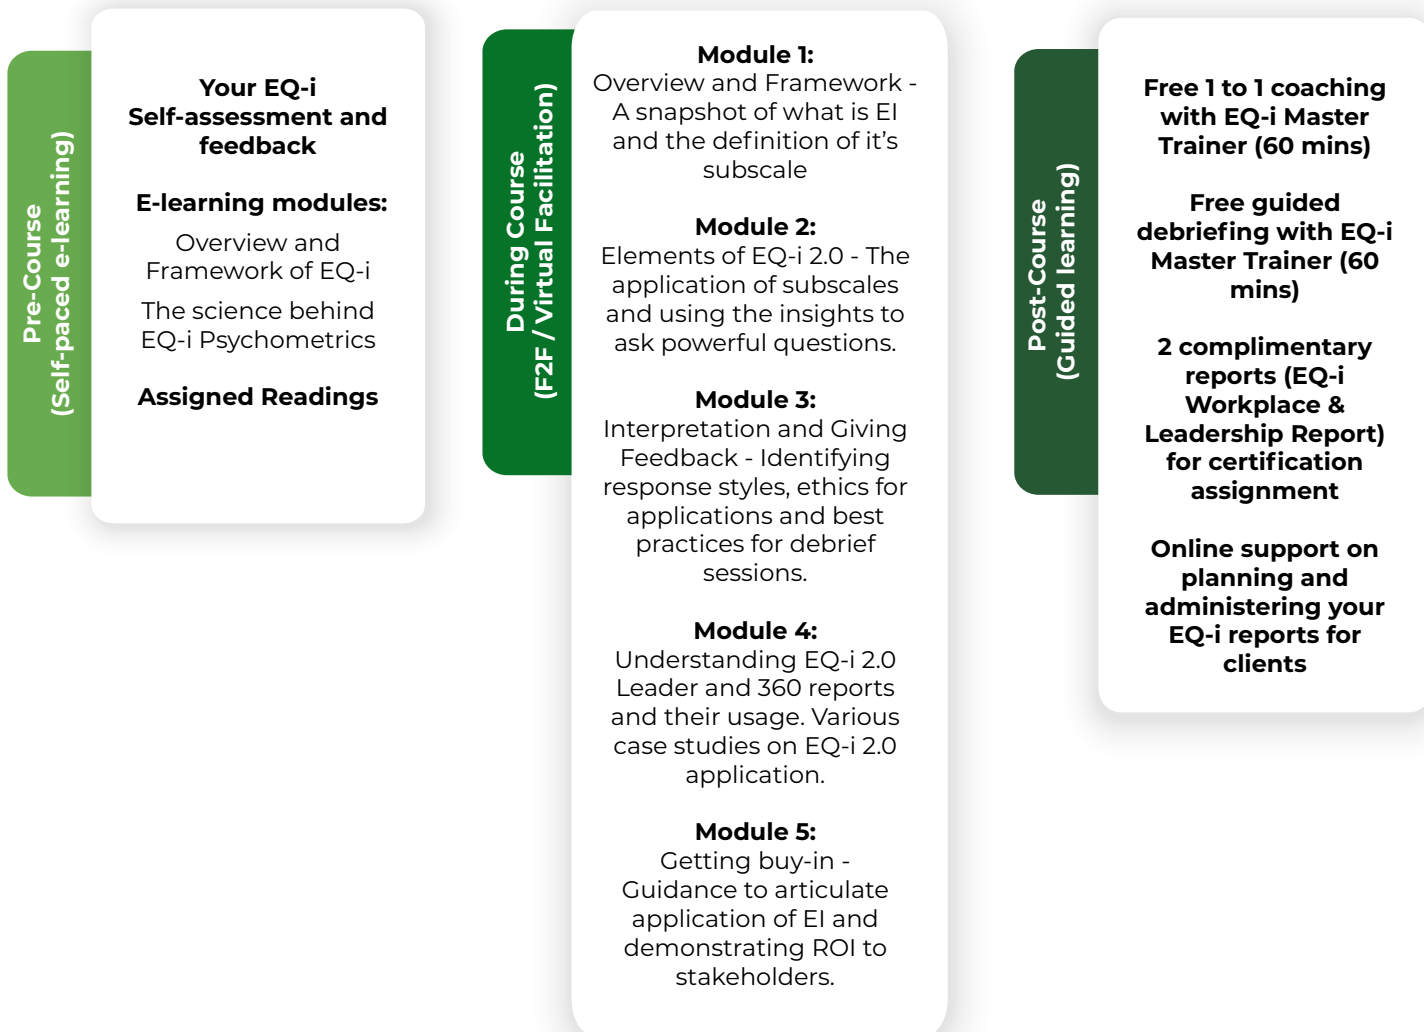 Pre-Course
(Self-paced e-learning)
Your EQ-i
Self-assessment and
feedback
E-learning modules:
Overview and
Framework of EQ-i
The science behind
EQ-i Psychometrics
Assigned Readings
During Course
(F2F / Virtual Facilitation)
Module 1:
Overview and Framework -
A snapshot of what is EI
and the definition of it’s
subscale
Module 2:
Elements of EQ-i 2.0 - The
application of subscales
and using the insights to
ask powerful questions.
Module 3:
Interpretation and Giving
Feedback - Identifying
response styles, ethics for
applications and best
practices for debrief
sessions.
Module 4:
Understanding EQ-i 2.0
Leader and 360 reports
and their usage. Various
case studies on EQ-i 2.0
application.
Module 5:
Getting buy-in -
Guidance to articulate
application of EI and
demonstrating ROI to
stakeholders.
Post-Course
(Guided learning)
Free 1 to 1 coaching
with EQ-i Master
Trainer (60 mins)
Free guided
debriefing with EQ-i
Master Trainer (60
mins)
2 complimentary
reports (EQ-i
Workplace &
Leadership Report)
for certification
assignment
Online support on
planning and
administering your
EQ-i reports for
clients